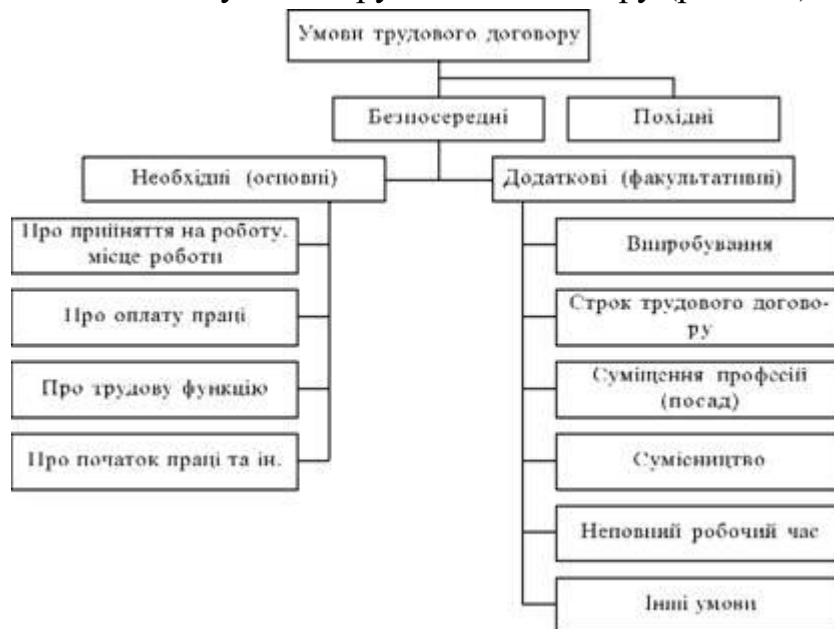 Умови трудового договору
Безпосередні
Похідні
Необхідні (основні)
Додаткові (факультативні)
Про прийняття на роботу,
місце роботи
Про оплату праці
Про трудову функцію
Про початок праці та ін.
Випробування
Строк трудового догово-
ру
Суміщення професій
(посад)
Сумісництво
Неповний робочий час
Інші умови